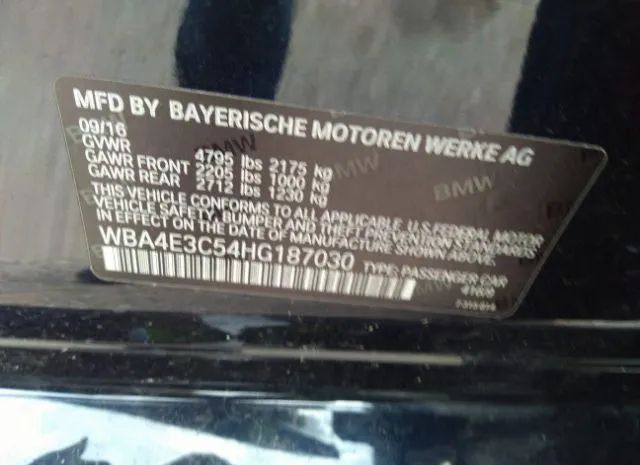 MFD BY BAYERISCHE MOTOREN WERKE AG
09/16
GVWR 4795 lbs 2175 kg
GAWR FRONT 2205 lbs 1000 kg
GAWR REAR 2712 lbs 1230 kg
THIS VEHICLE CONFORMS TO ALL APPLICABLE U.S. FEDERAL MOTOR
VEHICLE SAFETY, BUMPER AND THEFT PREVENTION STANDARDS
IN EFFECT ON THE DATE OF MANUFACTURE SHOWN ABOVE.
WBA4E3C54HG187030 TYPE: PASSENGER CAR
BMW
BMW